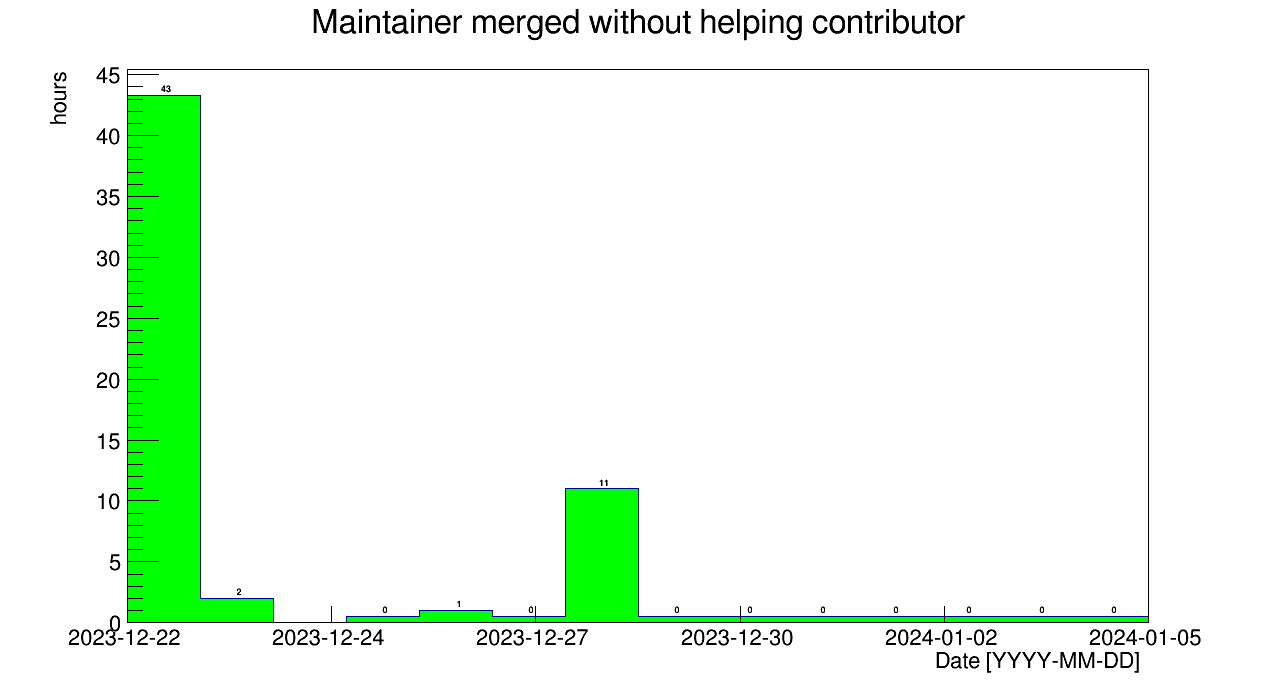 Maintainer merged without helping contributor
hours
45
43
40
35
30
25
20
15
11
10
5
2
1
0 0 0 0 0 0 0 0 0
0
2023-12-22 2023-12-24 2023-12-27 2023-12-30 2024-01-02 2024-01-05
Date [YYYY-MM-DD]